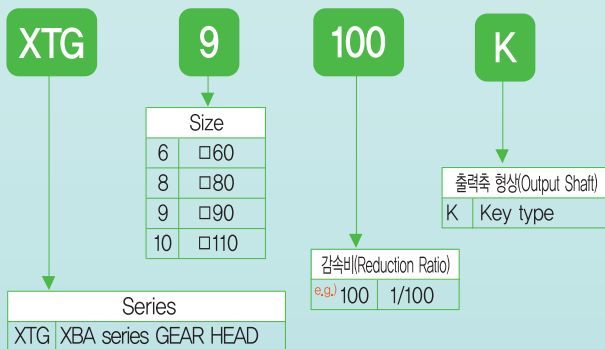 XTG 9 100 K
Size
6 □60
8 □80
9 □90
10 □110
출력축 형상(Output Shaft)
K Key type
감속비(Reduction Ratio)
e.g.) 100 1/100
Series
XTG XBA series GEAR HEAD